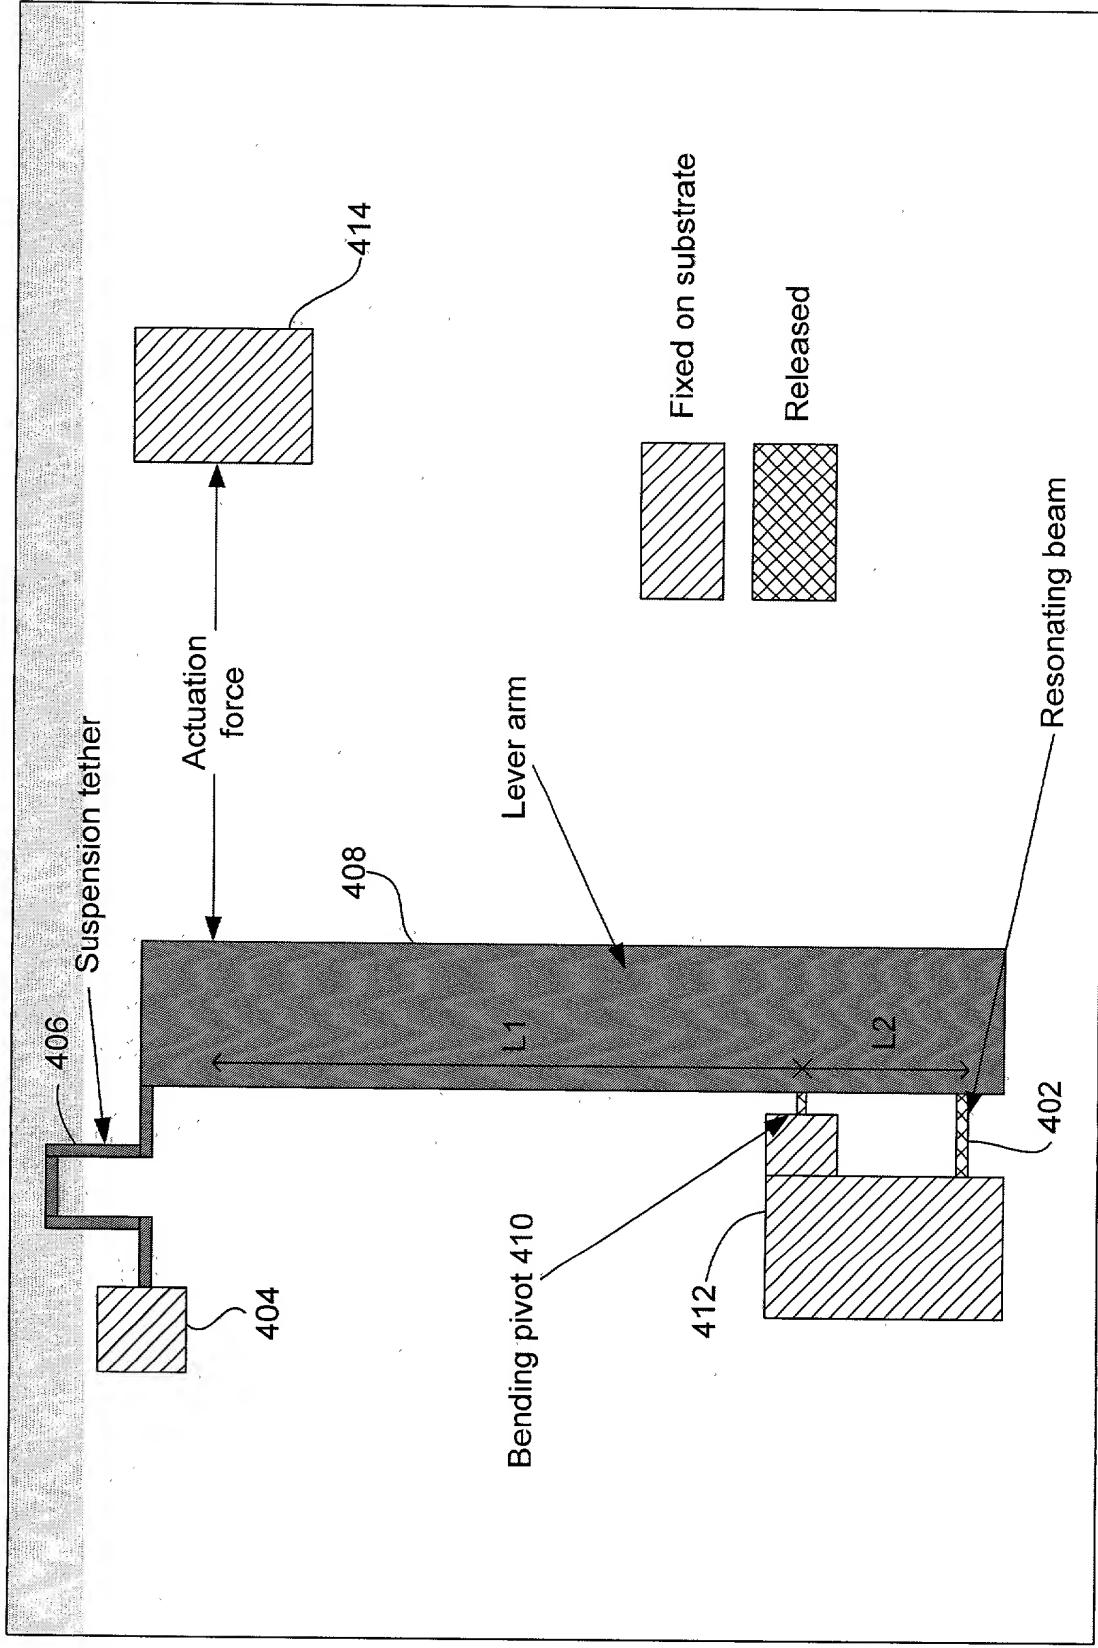 406
Suspension tether
Actuation
force
404
408
414
Bending pivot 410
L1
Lever arm
412
Fixed on substrate
Released
L2
402
Resonating beam